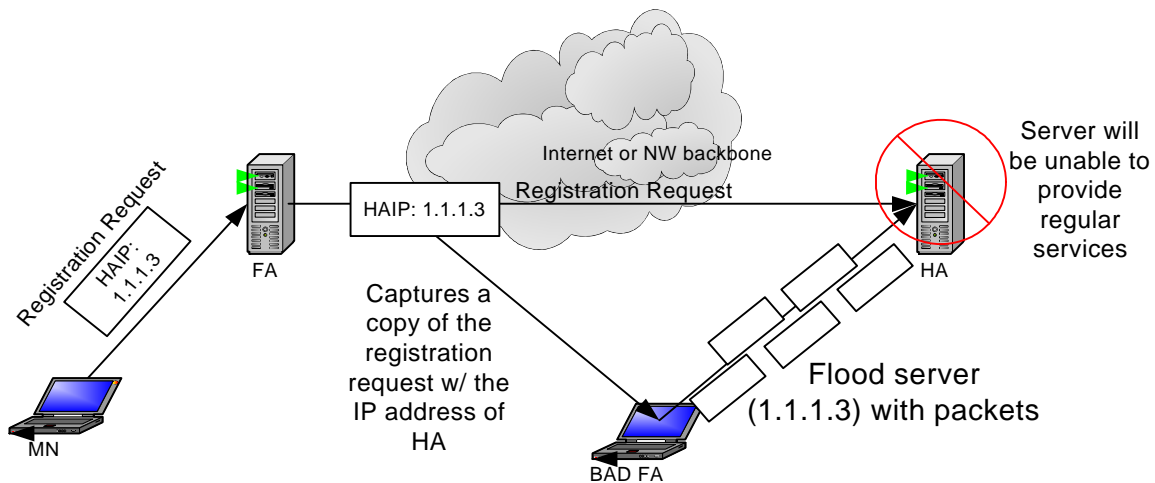 Internet or NW backbone
Registration Request
HAIP: 1.1.1.3
Server will
be unable to
provide
regular
services
Registration Request
HAIP:
1.1.1.3
FA
HA
Captures a
copy of the
registration
request w/ the
IP address of
HA
Flood server
(1.1.1.3) with packets
MN
BAD FA